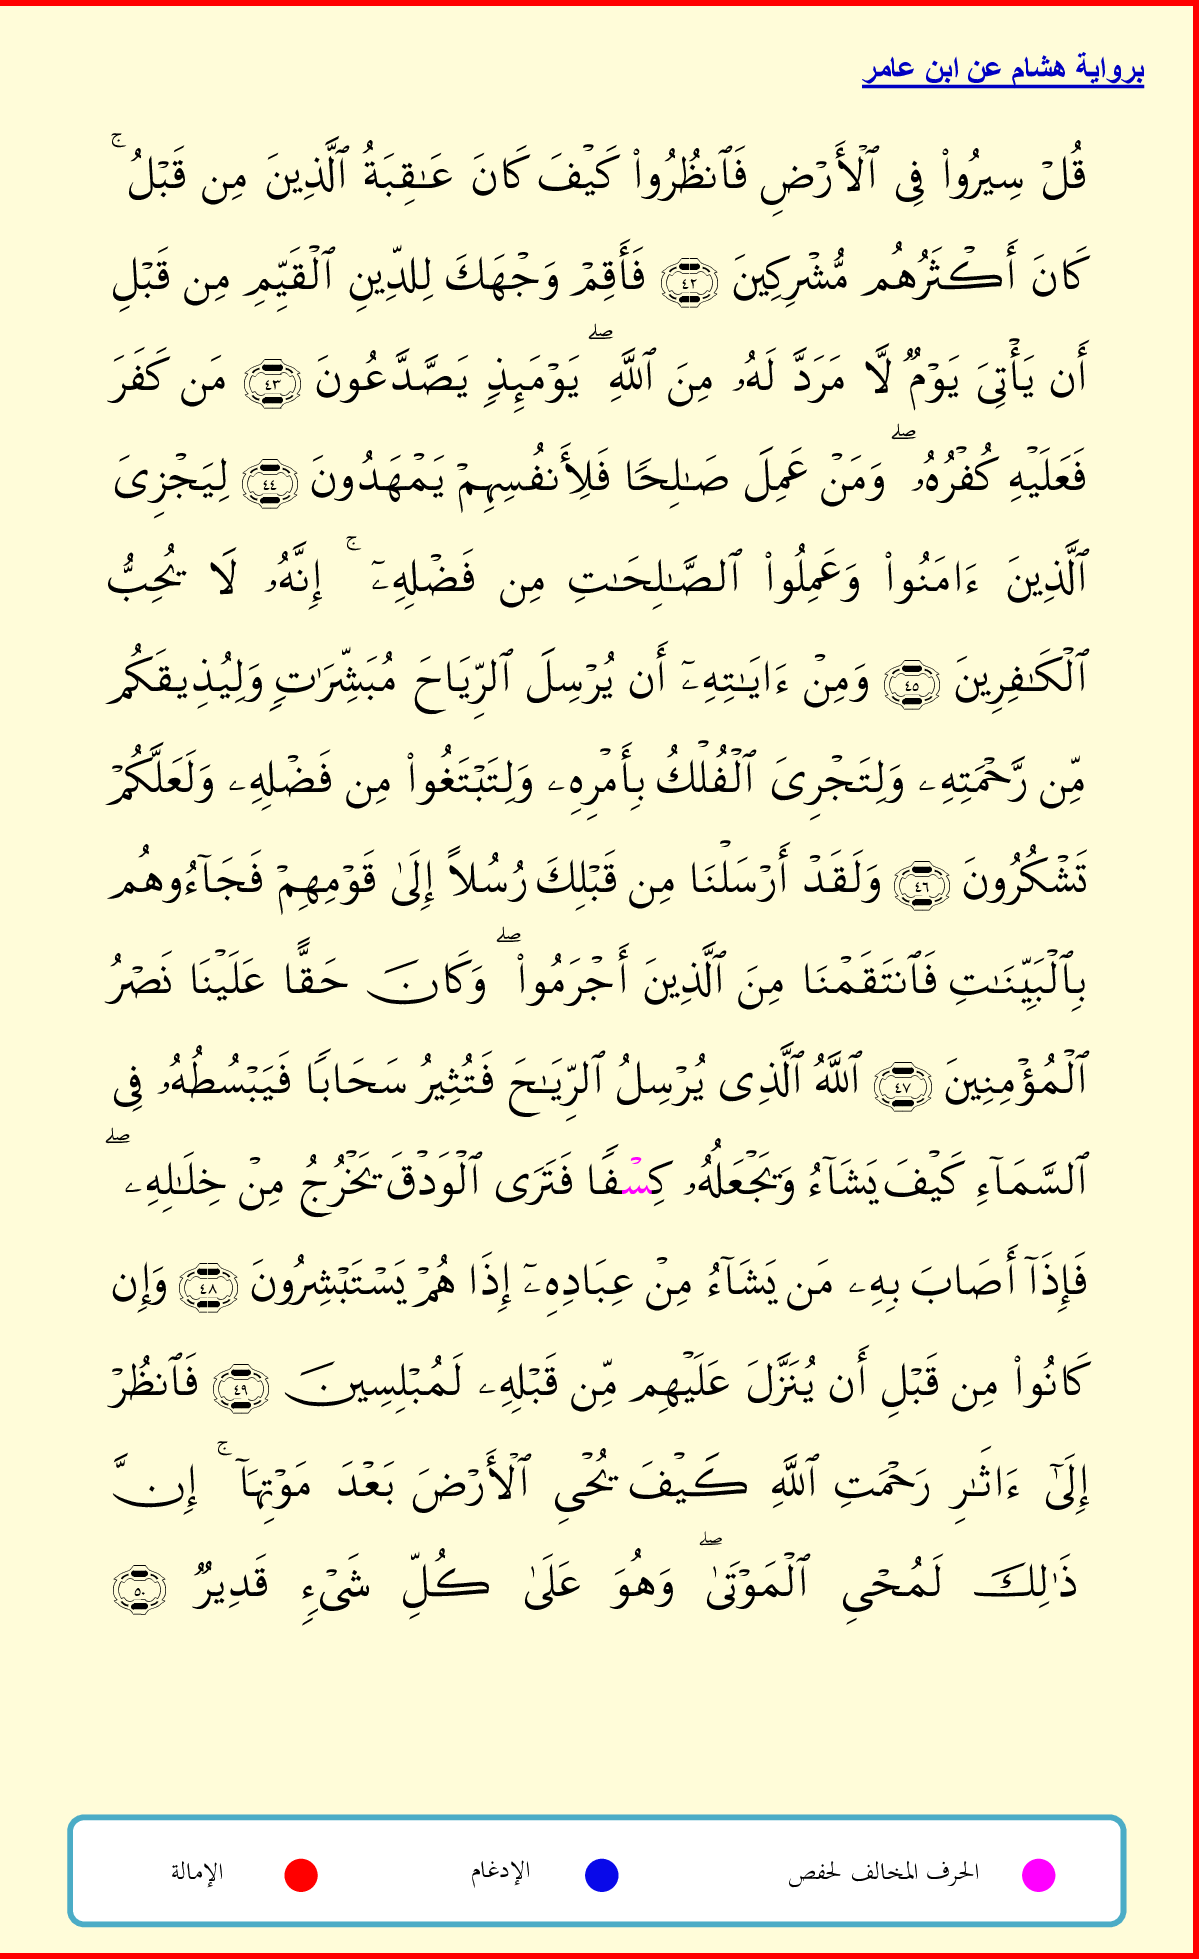 برواية هشام عن ابن عامر
قُلۡ سِيرُواْ فِى ٱلۡأَرۡضِ فَٱنظُرُواْ كَيۡفَ كَانَ عَـٰقِبَةُ ٱلَّذِينَ مِن قَبۡلُ ۚ
كَانَ أَكۡثَرُهُم مُّشۡرِكِينَ ٤٢ فَأَقِمۡ وَجۡهَكَ لِلدِّينِ ٱلۡقَيِّمِ مِن قَبۡلِ
أَن يَأۡتِىَ يَوۡمٌ لَّا مَرَدَّ لَهُۥ مِنَ ٱللَّهِ ۖ يَوۡمَئِذٍ يَصَّدَّعُونَ ٤٣ مَن كَفَرَ
فَعَلَيۡهِ كُفۡرُهُۥ ۖ وَمَنۡ عَمِلَ صَـٰلِحًا فَلِأَنفُسِهِمۡ يَمۡهَدُونَ ٤٤ لِيَجۡزِىَ
ٱلَّذِينَ ءَامَنُواْ وَعَمِلُواْ ٱلصَّـٰلِحَـٰتِ مِن فَضۡلِهِۦٓ ۚ إِنَّهُۥ لَا يُحِبُّ
ٱلۡكَـٰفِرِينَ ٤٥ وَمِنۡ ءَايَـٰتِهِۦٓ أَن يُرۡسِلَ ٱلرِّيَاحَ مُبَشِّرَٰتٍ وَلِيُذِيقَكُم
مِّن رَّحۡمَتِهِۦ وَلِتَجۡرِىَ ٱلۡفُلۡكُ بِأَمۡرِهِۦ وَلِتَبۡتَغُواْ مِن فَضۡلِهِۦ وَلَعَلَّكُمۡ
تَشۡكُرُونَ ٤٦ وَلَقَدۡ أَرۡسَلۡنَا مِن قَبۡلِكَ رُسُلاً إِلَىٰ قَوۡمِهِمۡ فَجَآءُوهُم
بِٱلۡبَيِّنَـٰتِ فَٱنتَقَمۡنَا مِنَ ٱلَّذِينَ أَجۡرَمُواْ ۖ وَكَانَ حَقًّا عَلَيۡنَا نَصۡرُ
ٱلۡمُؤۡمِنِينَ ٤٧ ٱللَّهُ ٱلَّذِى يُرۡسِلُ ٱلرِّيَـٰحَ فَتُثِيرُ سَحَابًا فَيَبۡسُطُهُۥ فِى
ٱلسَّمَآءِ كَيۡفَ يَشَآءُ وَيَجۡعَلُهُۥ كِسۡفًا فَتَرَى ٱلۡوَدۡقَ يَخۡرُجُ مِنۡ خِلَـٰلِهِۦ ۖ
فَإِذَآ أَصَابَ بِهِۦ مَن يَشَآءُ مِنۡ عِبَادِهِۦٓ إِذَا هُمۡ يَسۡتَبۡشِرُونَ ٤٨ وَإِن
كَانُواْ مِن قَبۡلِ أَن يُنَزَّلَ عَلَيۡهِم مِّن قَبۡلِهِۦ لَمُبۡلِسِينَ ٤٩ فَٱنظُرۡ
إِلَىٰٓ ءَاثَـٰرِ رَحۡمَتِ ٱللَّهِ كَيۡفَ يُحۡىِ ٱلۡأَرۡضَ بَعۡدَ مَوۡتِهَآ ۚ إِنَّ
ذَٰلِكَ لَمُحۡىِ ٱلۡمَوۡتَىٰ ۖ وَهُوَ عَلَىٰ كُلِّ شَىۡءٍ قَدِيرٌ ٥٠
الحرف المخالف لحفص الإدغام الإمالة